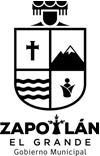 ZAPOTLÁN
EL GRANDE
Gobierno Municipal